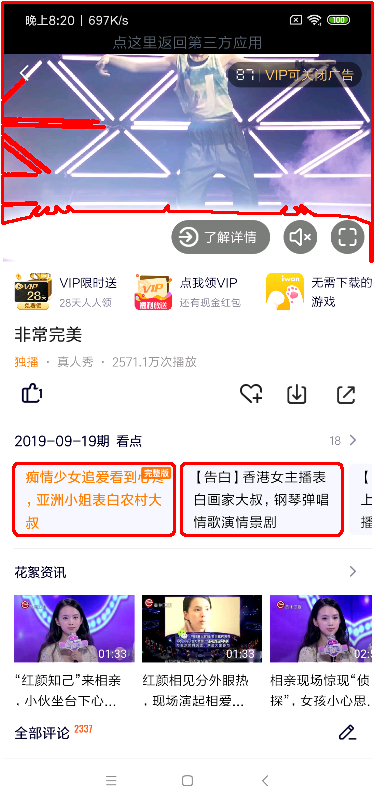 晚上8:20 | 697K/s
100
点这里返回第三方应用
87 | VIP可关闭广告
了解详情
VIP
28天
VIP限时送
28天人人领
VIP
点我领VIP
还有现金红包
无需下载的
游戏
非常完美
独播 · 真人秀 · 2571.1万次播放
1
2019-09-19期 看点
18
痴情少女追爱看到心
完整版
，亚洲小姐表白农村大
叔
【告白】香港女主播表
白画家大叔，钢琴弹唱
情歌演情景剧
花絮资讯
01:33
01:33
02:5
“红颜知己”来相亲
，小伙坐台下心...
红颜相见分外眼热
，现场演起相爱...
相亲现场惊现“侦
探”，女孩小心思.
全部评论 2337